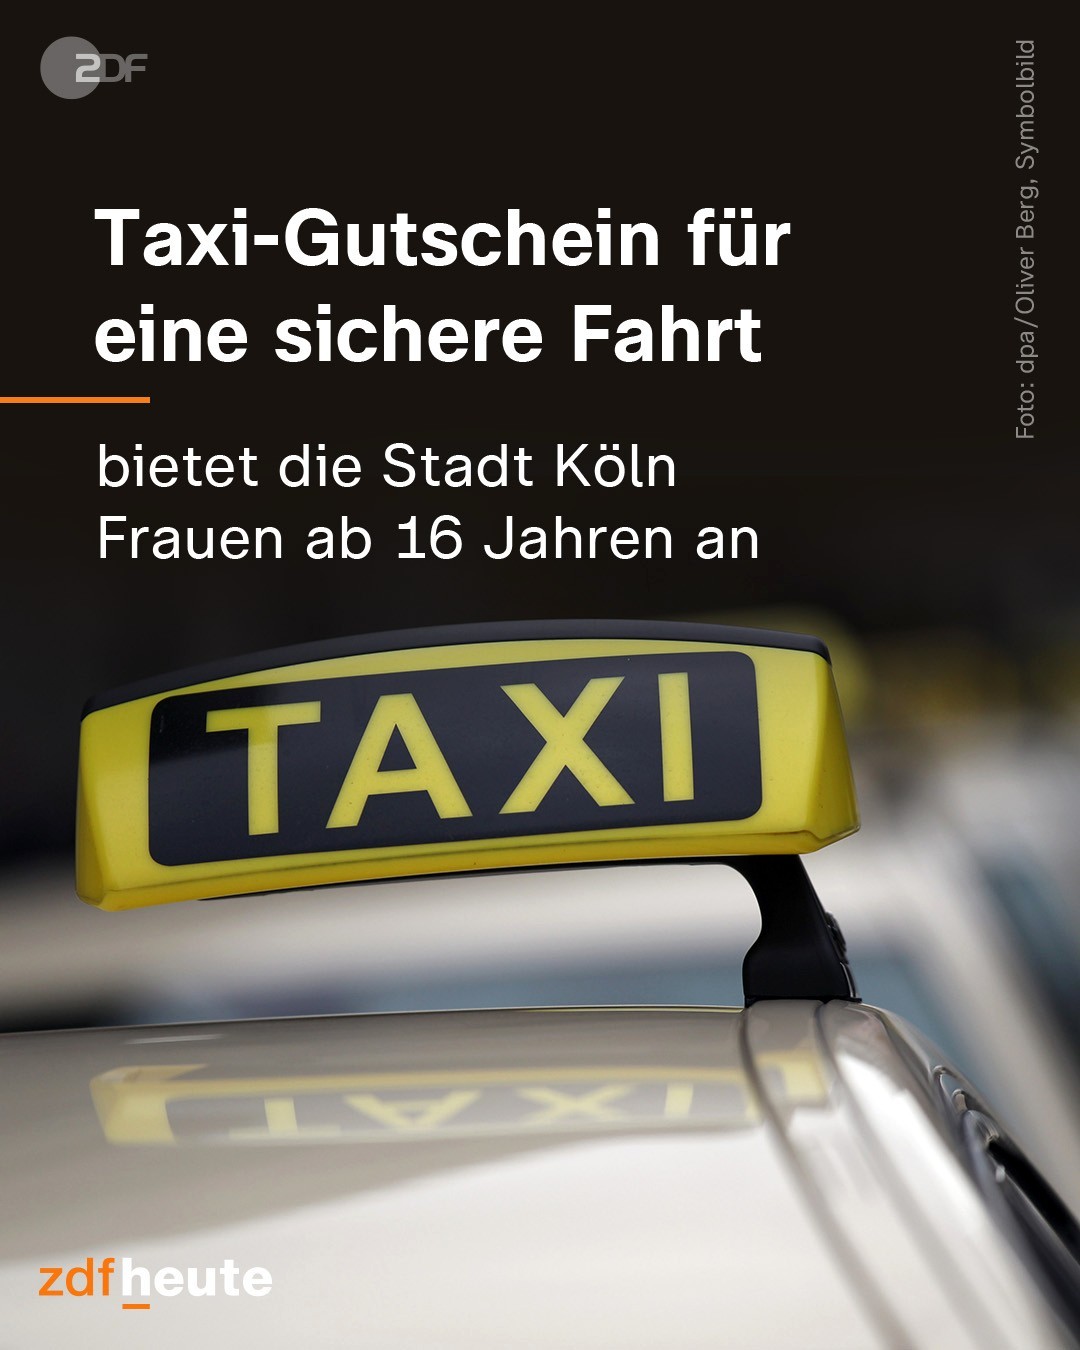 ZDF
Foto: dpa/Oliver Berg, Symbolbild
Taxi-Gutschein für
eine sichere Fahrt
bietet die Stadt Köln
Frauen ab 16 Jahren an
TAXI
TAXI
zdfheute